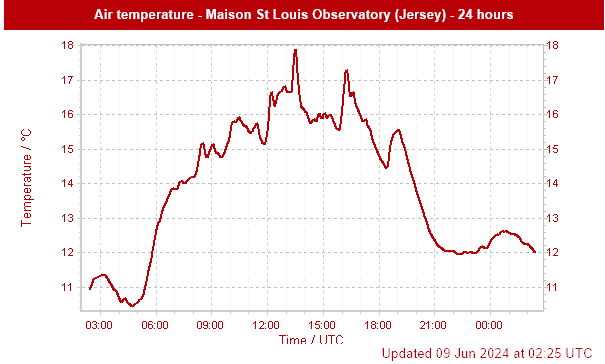 Air temperature - Maison St Louis Observatory (Jersey) - 24 hours
18 18
17 17
16 16
15 15
14 14
13 13
12 12
11 11
Temperature / °C
03:00 06:00 09:00 12:00 15:00 18:00 21:00 00:00
Time / UTC
Updated 09 Jun 2024 at 02:25 UTC